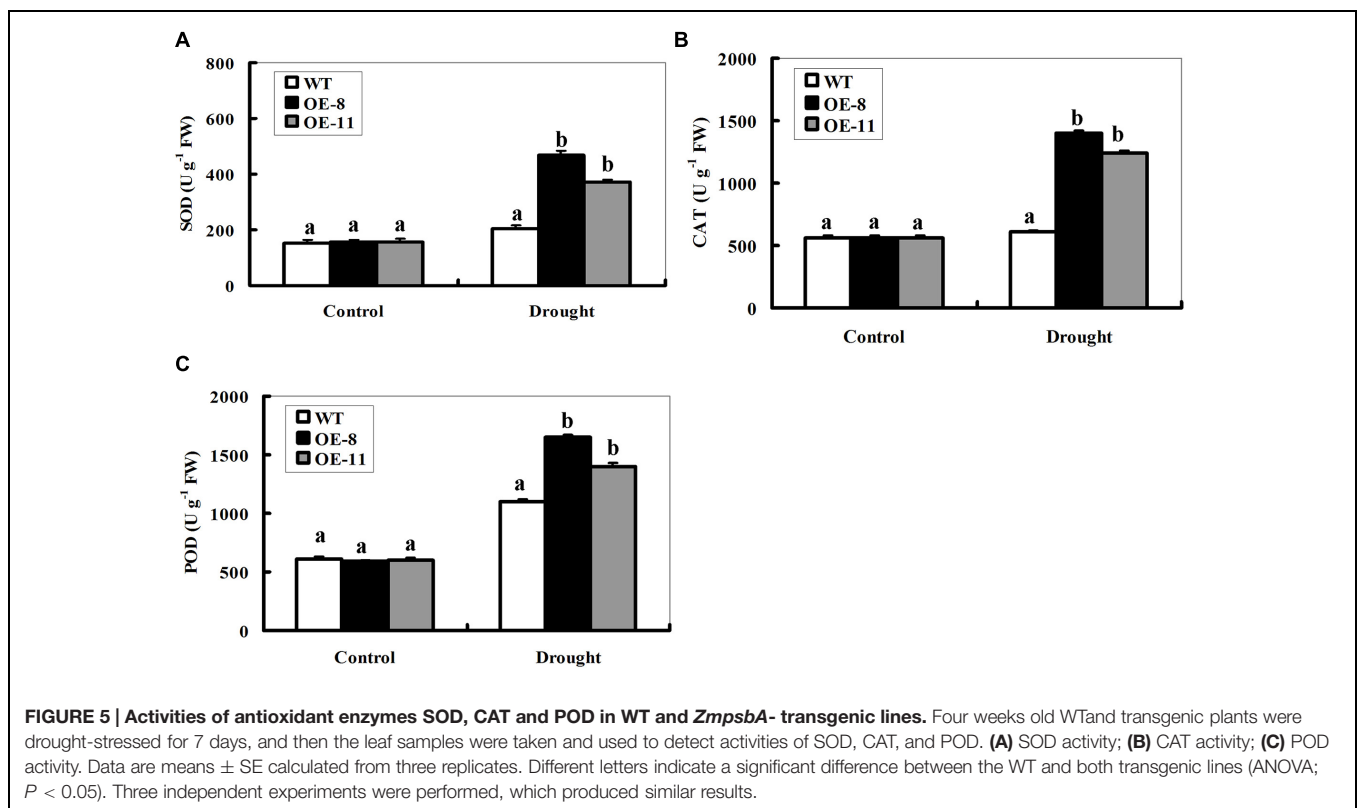 A
800
600
400
200
0
SOD (U g⁻¹ FW)
WT
OE-8
OE-11
a a a
a b b
Control Drought
B
2000
1500
1000
500
0
CAT (U g⁻¹ FW)
WT
OE-8
OE-11
a a a
a b b
Control Drought
C
2000
1500
1000
500
0
POD (U g⁻¹ FW)
WT
OE-8
OE-11
a a a
a b b
Control Drought
FIGURE 5 | Activities of antioxidant enzymes SOD, CAT and POD in WT and ZmpsbA- transgenic lines. Four weeks old WTand transgenic plants were
drought-stressed for 7 days, and then the leaf samples were taken and used to detect activities of SOD, CAT, and POD. (A) SOD activity; (B) CAT activity; (C) POD
activity. Data are means ± SE calculated from three replicates. Different letters indicate a significant difference between the WT and both transgenic lines (ANOVA;
P < 0.05). Three independent experiments were performed, which produced similar results.